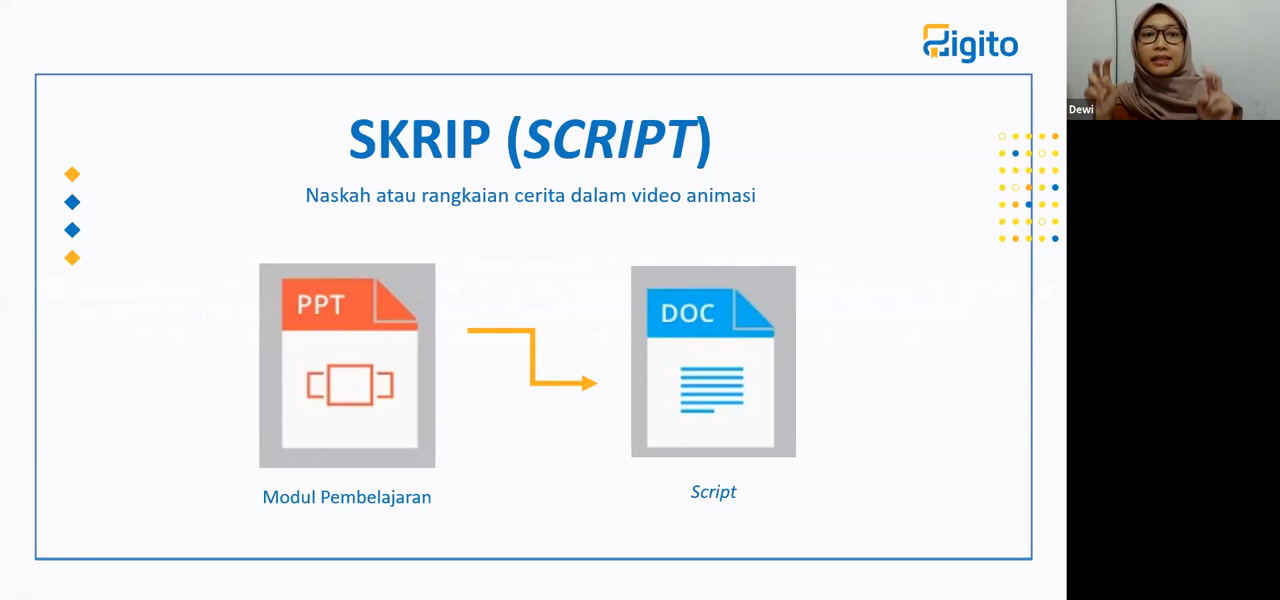 Digito
Dewi
SKRIP (SCRIPT)
Naskah atau rangkaian cerita dalam video animasi
PPT
DOC
Modul Pembelajaran
Script